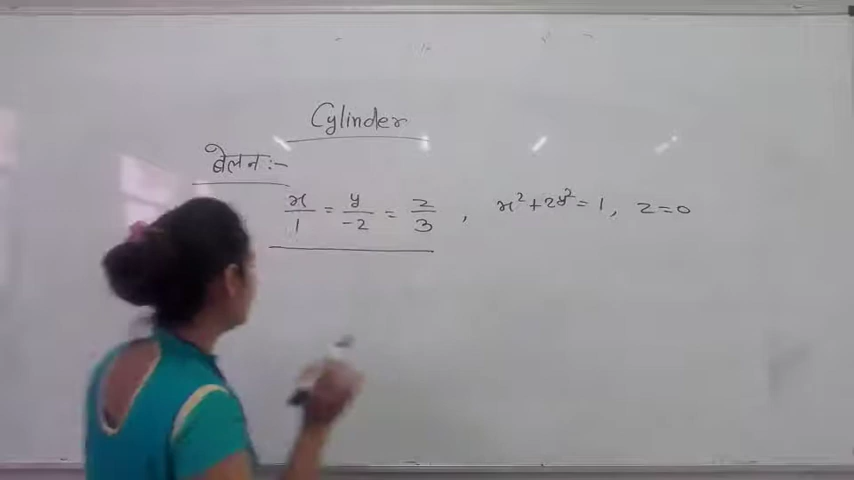 Cylinder
बेलन :-
x/1 = y/-2 = z/3 , x² + 2y² = 1, z = 0